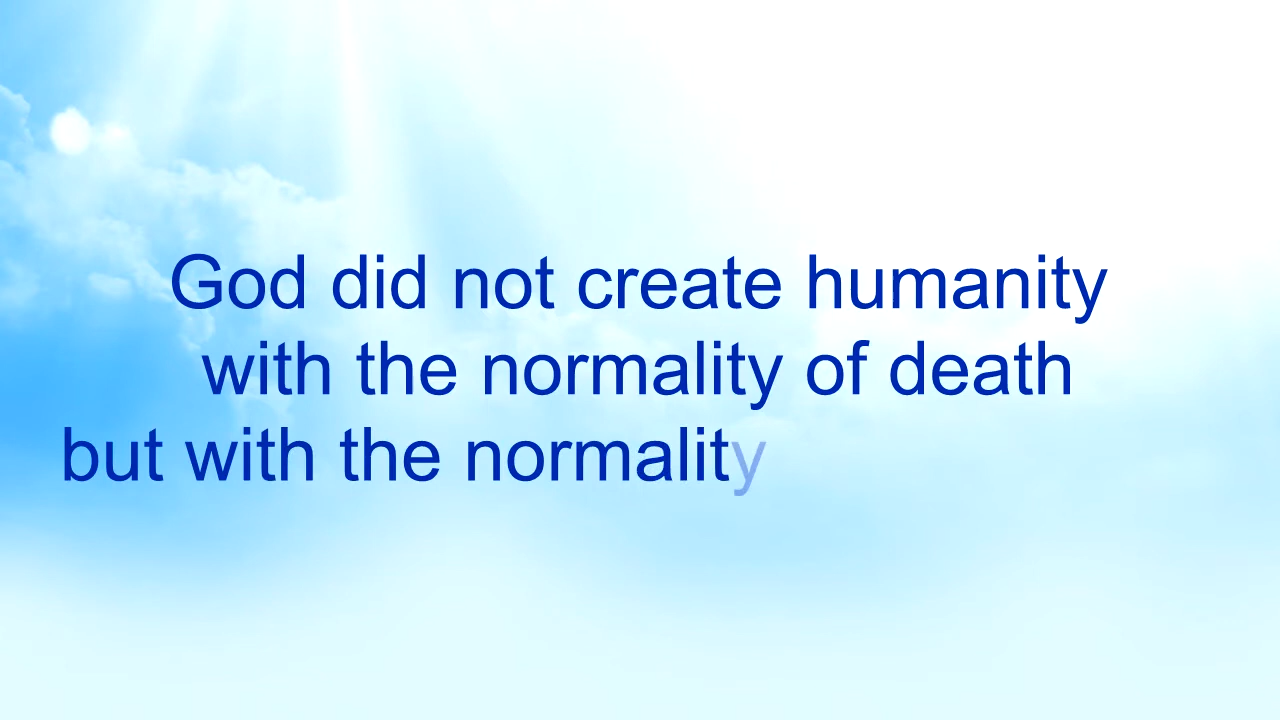 God did not create humanity
with the normality of death
but with the normality